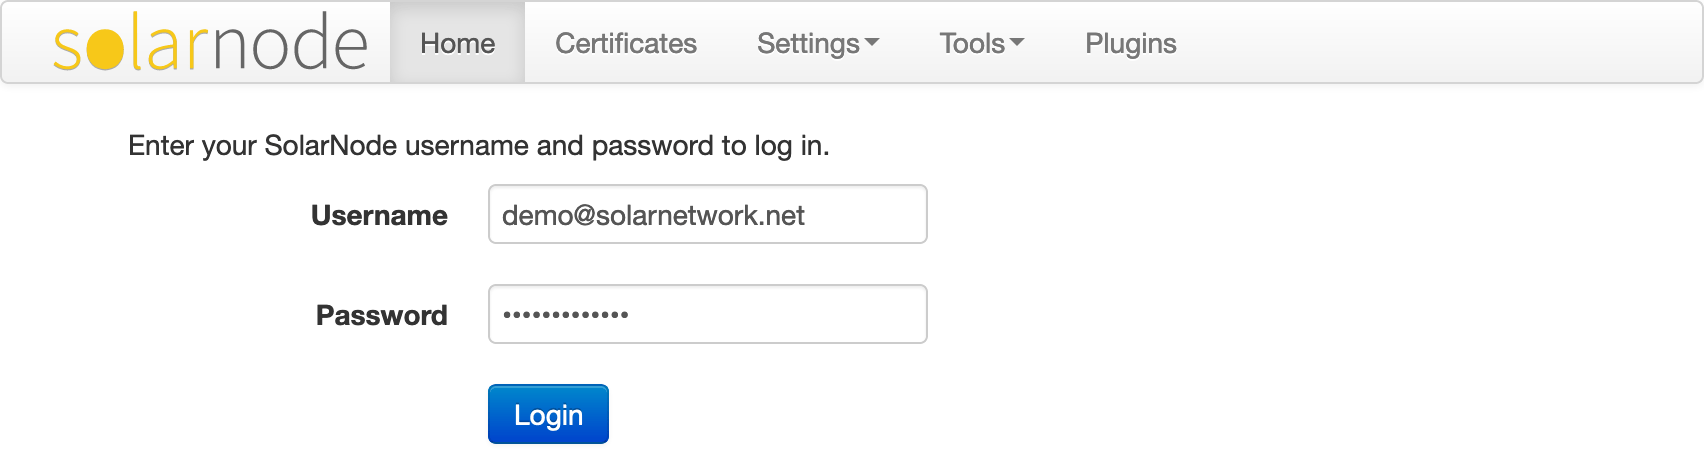 solarnode Home Certificates Settings Tools Plugins
Enter your SolarNode username and password to log in.
Username demo@solarnetwork.net
Password •••••••••••••
Login